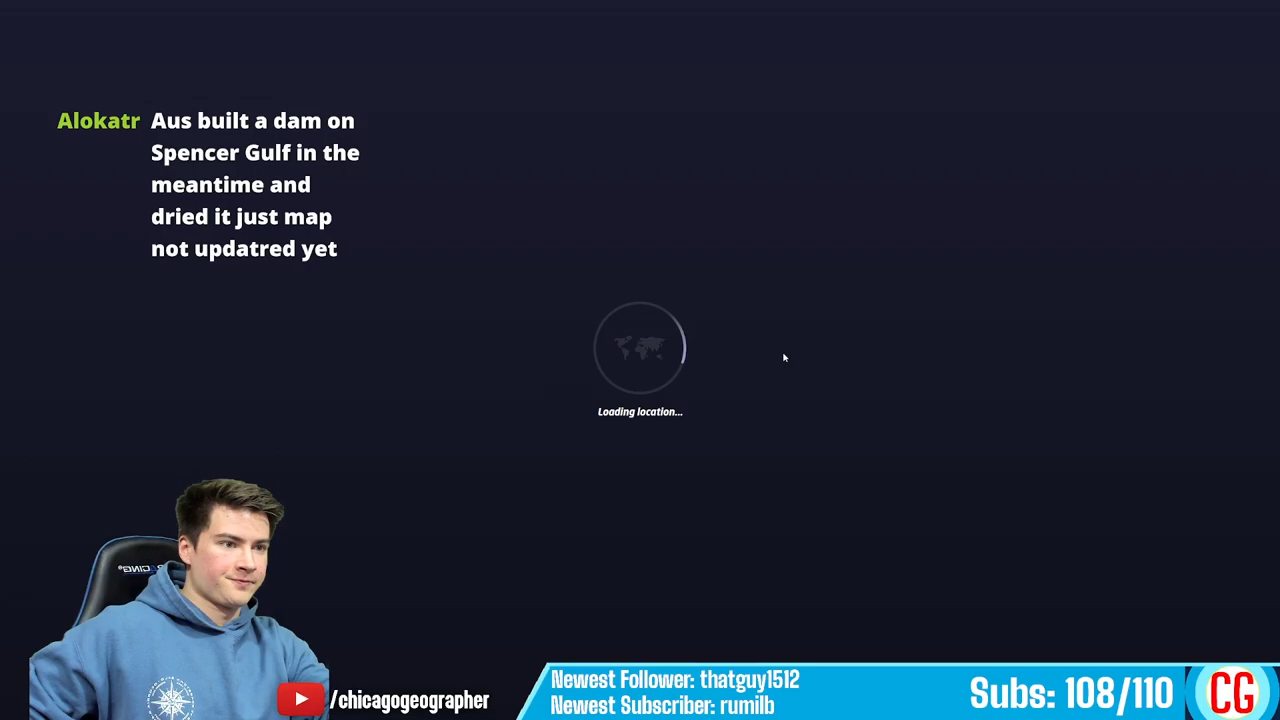 Alokatr Aus built a dam on
Spencer Gulf in the
meantime and
dried it just map
not updatred yet
Loading location...
/chicagogeographer
Newest Follower: thatguy1512
Newest Subscriber: rumilb
Subs: 108/110
CG